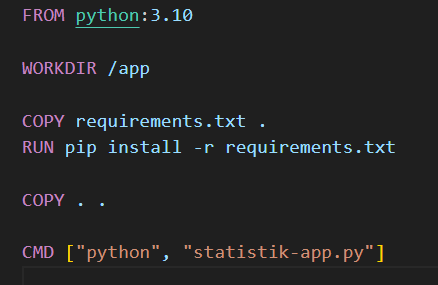 FROM python:3.10
WORKDIR /app
COPY requirements.txt .
RUN pip install -r requirements.txt
COPY . .
CMD ["python", "statistik-app.py"]